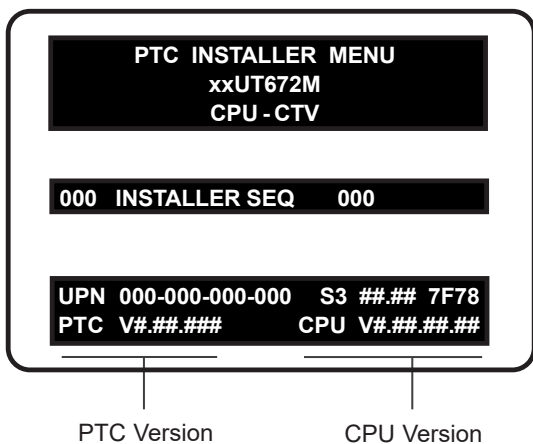 PTC INSTALLER MENU
xxUT672M
CPU - CTV
000 INSTALLER SEQ 000
UPN 000-000-000-000 S3 ##.## 7F78
PTC V#.##.### CPU V#.##.##.##
PTC Version CPU Version